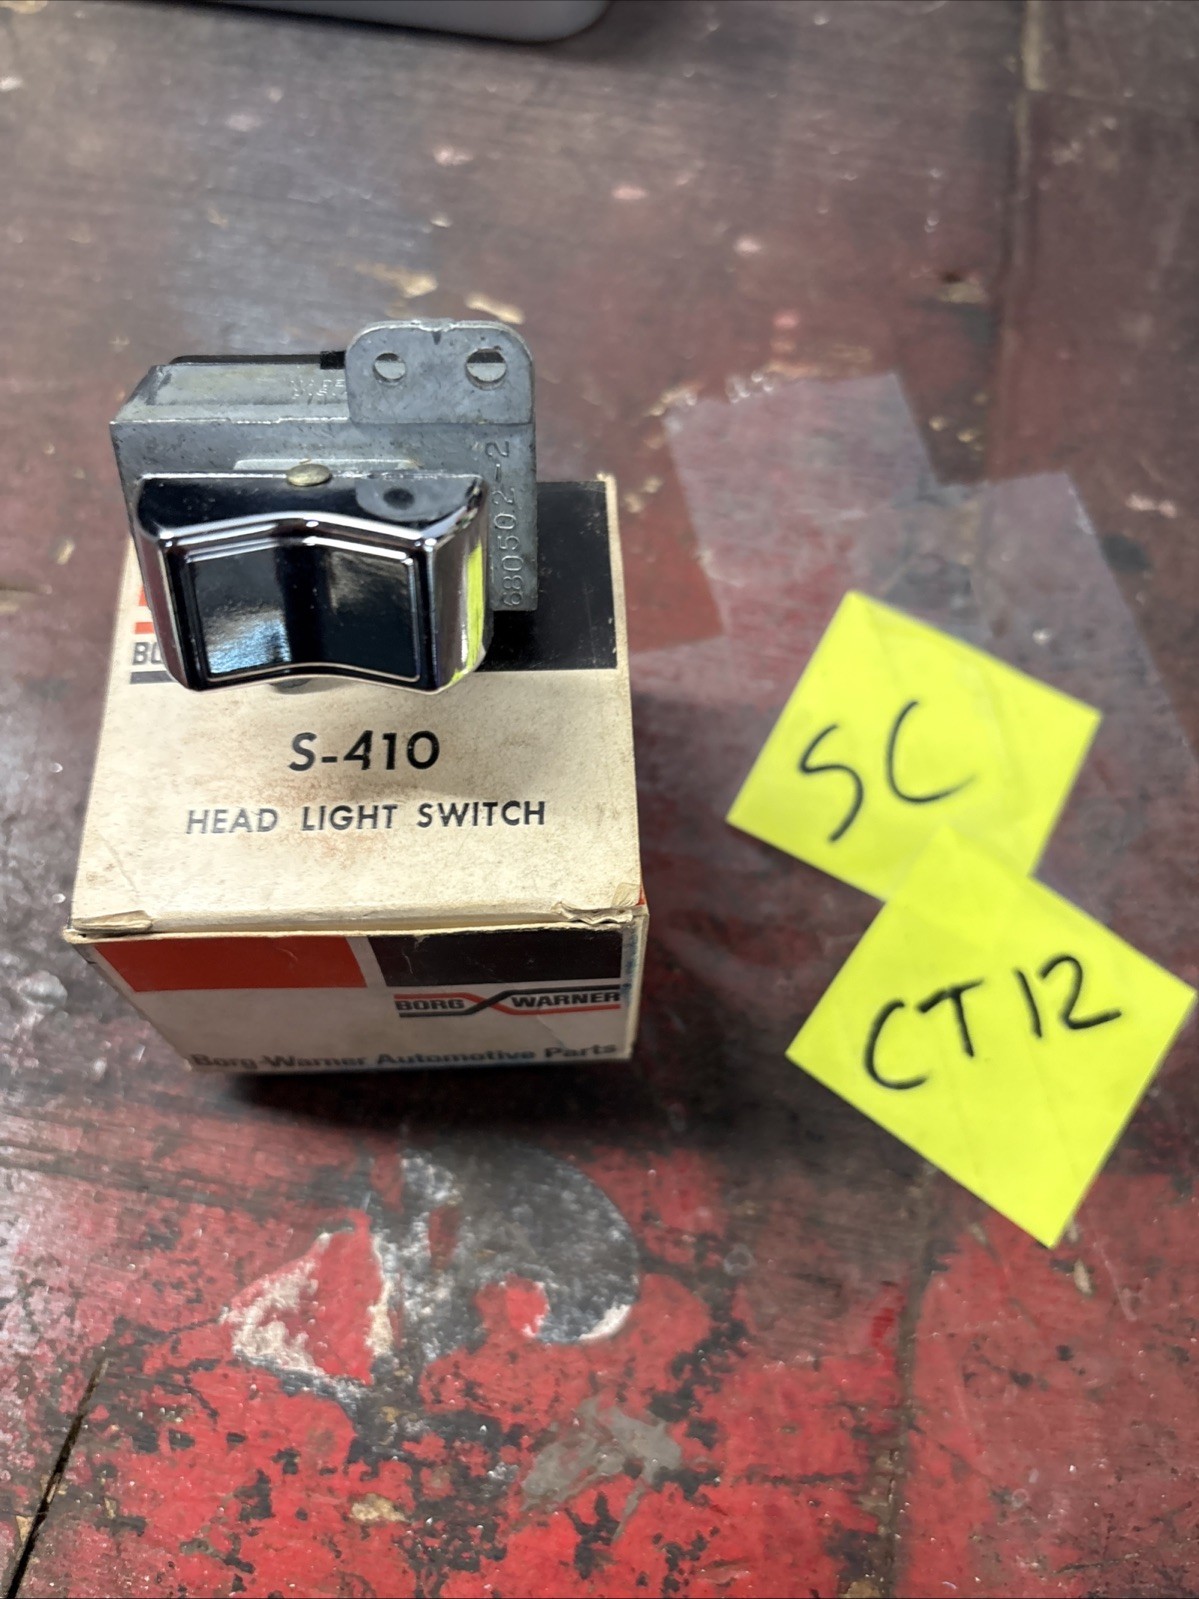 680502-2
S-410
HEAD LIGHT SWITCH
BORG WARNER
Borg-Warner Automotive Parts
SC
CT12